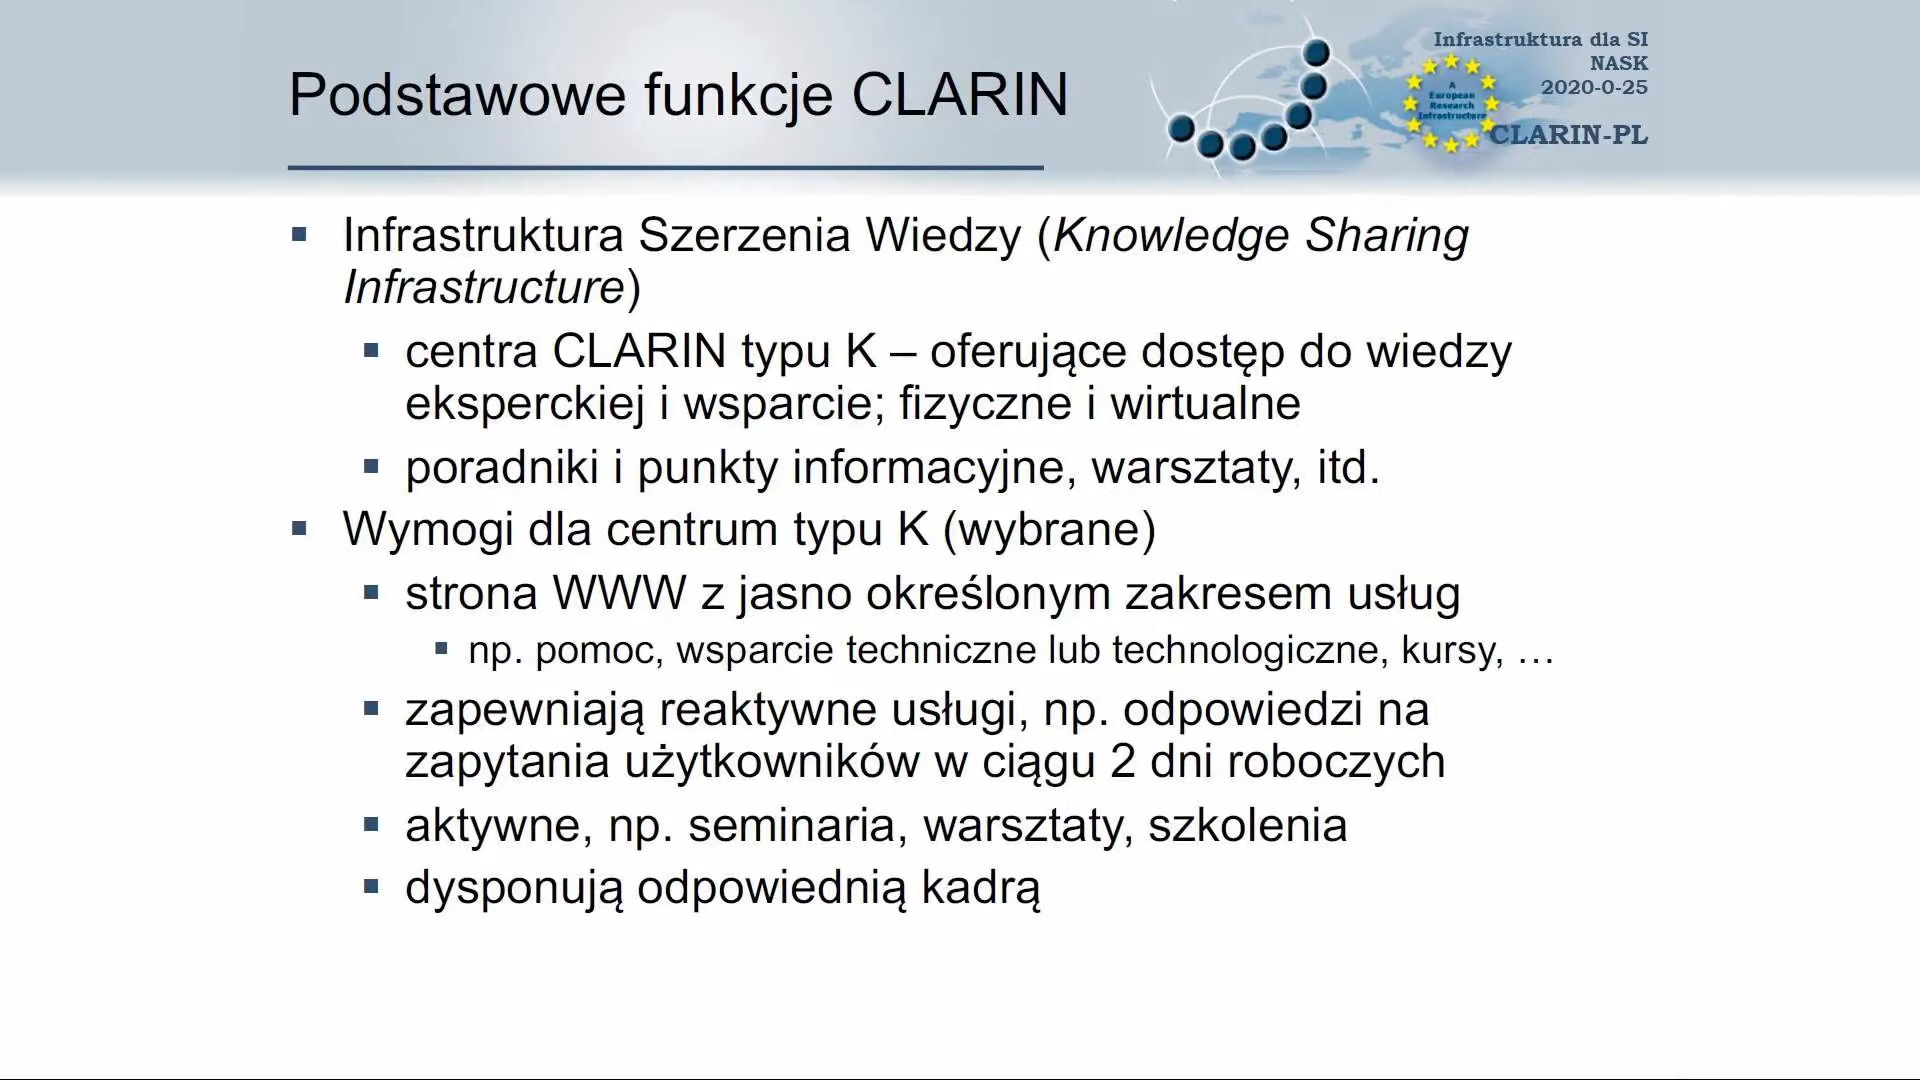 Podstawowe funkcje CLARIN
Infrastruktura dla SI
NASK
2020-0-25
CLARIN-PL
A
European
Research
Infrastructure
▪ Infrastruktura Szerzenia Wiedzy (Knowledge Sharing
Infrastructure)
▪ centra CLARIN typu K – oferujące dostęp do wiedzy
eksperckiej i wsparcie; fizyczne i wirtualne
▪ poradniki i punkty informacyjne, warsztaty, itd.
▪ Wymogi dla centrum typu K (wybrane)
▪ strona WWW z jasno określonym zakresem usług
▪ np. pomoc, wsparcie techniczne lub technologiczne, kursy, …
▪ zapewniają reaktywne usługi, np. odpowiedzi na
zapytania użytkowników w ciągu 2 dni roboczych
▪ aktywne, np. seminaria, warsztaty, szkolenia
▪ dysponują odpowiednią kadrą